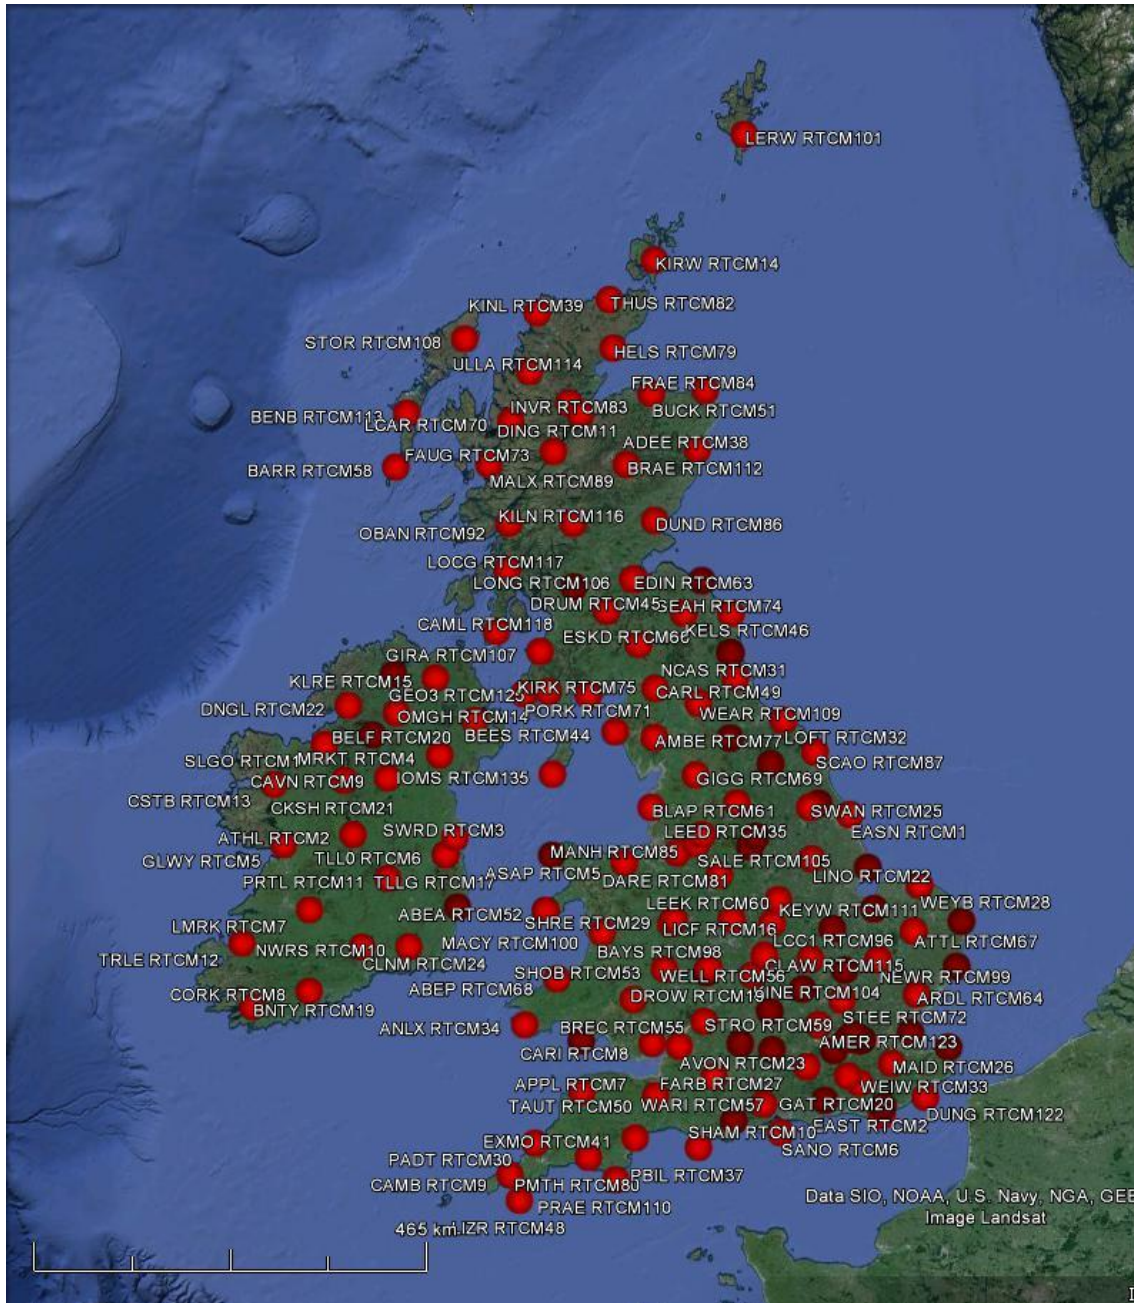 LERW RTCM101
KIRW RTCM14
KINL RTCM39
THUS RTCM82
STOR RTCM108
HELS RTCM79
ULLA RTCM114
FRAE RTCM84
BENB RTCM113
INVR RTCM83
BUCK RTCM51
LCAR RTCM70
DING RTCM11
ADEE RTCM38
FAUG RTCM73
BARR RTCM58
BRAE RTCM112
MALX RTCM89
KILN RTCM116
DUND RTCM86
OBAN RTCM92
LOCG RTCM117
LONG RTCM106
EDIN RTCM63
DRUM RTCM45
SEAH RTCM74
CAML RTCM118
KELS RTCM46
ESKD RTCM66
GIRA RTCM107
NCAS RTCM31
KLRE RTCM15
GEO3 RTCM125
KIRK RTCM75
CARL RTCM49
DNGL RTCM22
OMGH RTCM14
PORK RTCM71
WEAR RTCM109
BELF RTCM20
BEES RTCM44
AMBE RTCM77
LOFT RTCM32
SLGO RTCM1
MRKT RTCM4
SCAO RTCM87
CAVN RTCM9
IOMS RTCM135
GIGG RTCM69
CSTB RTCM13
CKSH RTCM21
BLAP RTCM61
SWAN RTCM25
EASN RTCM1
ATHL RTCM2
SWRD RTCM3
LEED RTCM35
GLWY RTCM5
TLL0 RTCM6
MANH RTCM85
SALE RTCM105
ASAP RTCM5
LINO RTCM22
PRTL RTCM11
TLLG RTCM17
DARE RTCM81
WEYB RTCM28
ABEA RTCM52
LEEK RTCM60
KEYW RTCM111
LMRK RTCM7
SHRE RTCM29
LICF RTCM16
ATTL RTCM67
NWRS RTCM10
MACY RTCM100
LCC1 RTCM96
TRLE RTCM12
CLNM RTCM24
BAYS RTCM98
CLAW RTCM115
SHOB RTCM53
WELL RTCM56
NEWR RTCM99
CORK RTCM8
ABEP RTCM68
DROW RTCM19
RTCM104
ARDL RTCM64
BNTY RTCM19
STEE RTCM72
ANLX RTCM34
BREC RTCM55
STRO RTCM59
AMER RTCM123
CARI RTCM8
AVON RTCM23
MAID RTCM26
APPL RTCM7
FARB RTCM27
WEIW RTCM33
TAUT RTCM50
WARI RTCM57
GAT RTCM20
DUNG RTCM122
EXMO RTCM41
SHAM RTCM10
EAST RTCM2
SANO RTCM6
PADT RTCM30
PBIL RTCM37
CAMB RTCM9
PMTH RTCM80
PRAE RTCM110
Data SIO, NOAA, U.S. Navy, NGA, GEB
Image Landsat
465 km
LIZR RTCM48